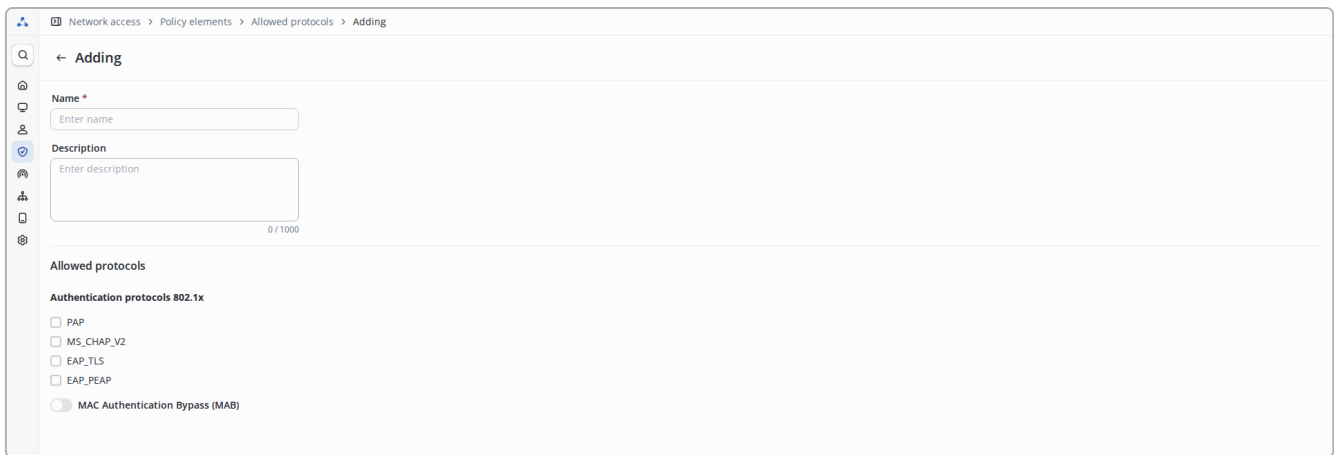 Network access > Policy elements > Allowed protocols > Adding
← Adding
Name *
Enter name
Description
Enter description
0 / 1000
Allowed protocols
Authentication protocols 802.1x
PAP
MS_CHAP_V2
EAP_TLS
EAP_PEAP
MAC Authentication Bypass (MAB)